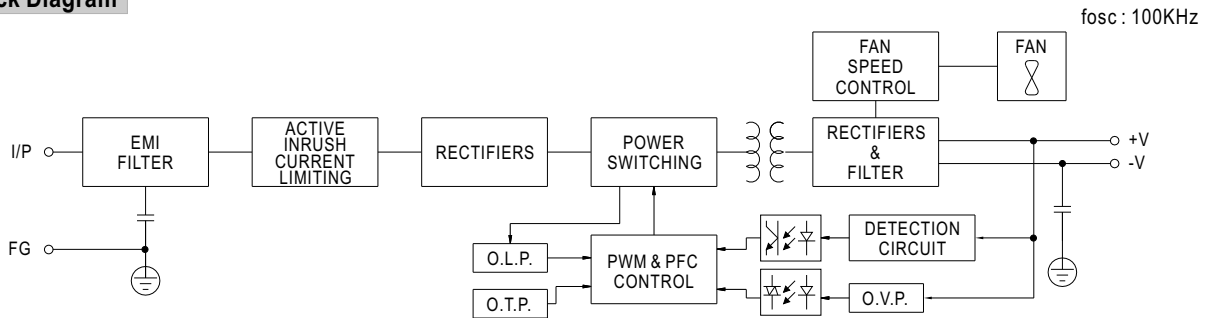 ck Diagram
fosc : 100KHz
FAN
SPEED
CONTROL
FAN
I/P
EMI
FILTER
ACTIVE
INRUSH
CURRENT
LIMITING
RECTIFIERS
POWER
SWITCHING
RECTIFIERS
&
FILTER
+V
-V
FG
O.L.P.
PWM & PFC
CONTROL
DETECTION
CIRCUIT
O.T.P.
O.V.P.